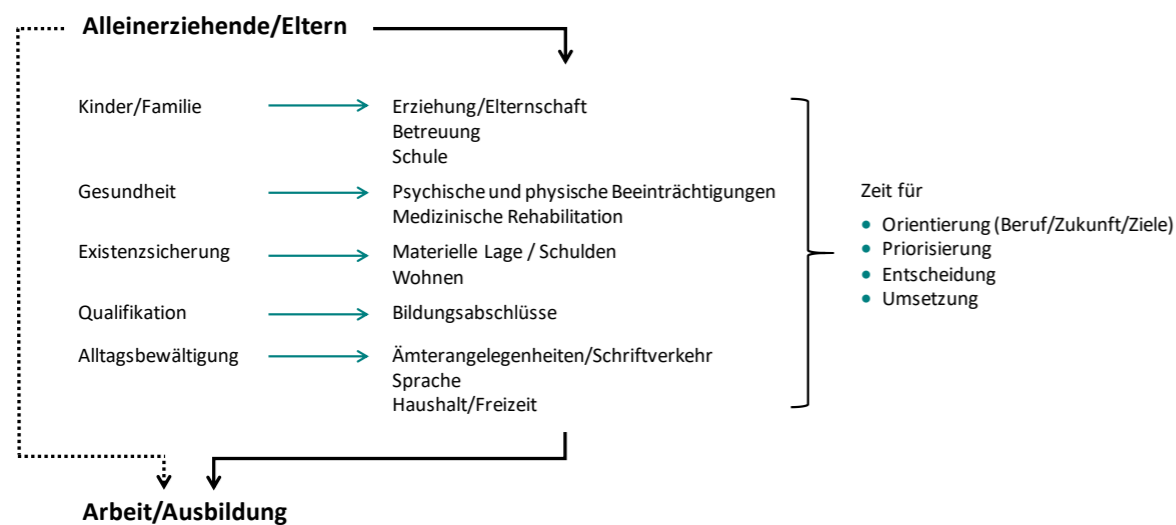 Alleinerziehende/Eltern
Kinder/Familie
Erziehung/Elternschaft
Betreuung
Schule
Gesundheit
Psychische und physische Beeinträchtigungen
Medizinische Rehabilitation
Existenzsicherung
Materielle Lage / Schulden
Wohnen
Qualifikation
Bildungsabschlüsse
Alltagsbewältigung
Ämterangelegenheiten/Schriftverkehr
Sprache
Haushalt/Freizeit
Zeit für
• Orientierung (Beruf/Zukunft/Ziele)
• Priorisierung
• Entscheidung
• Umsetzung
Arbeit/Ausbildung